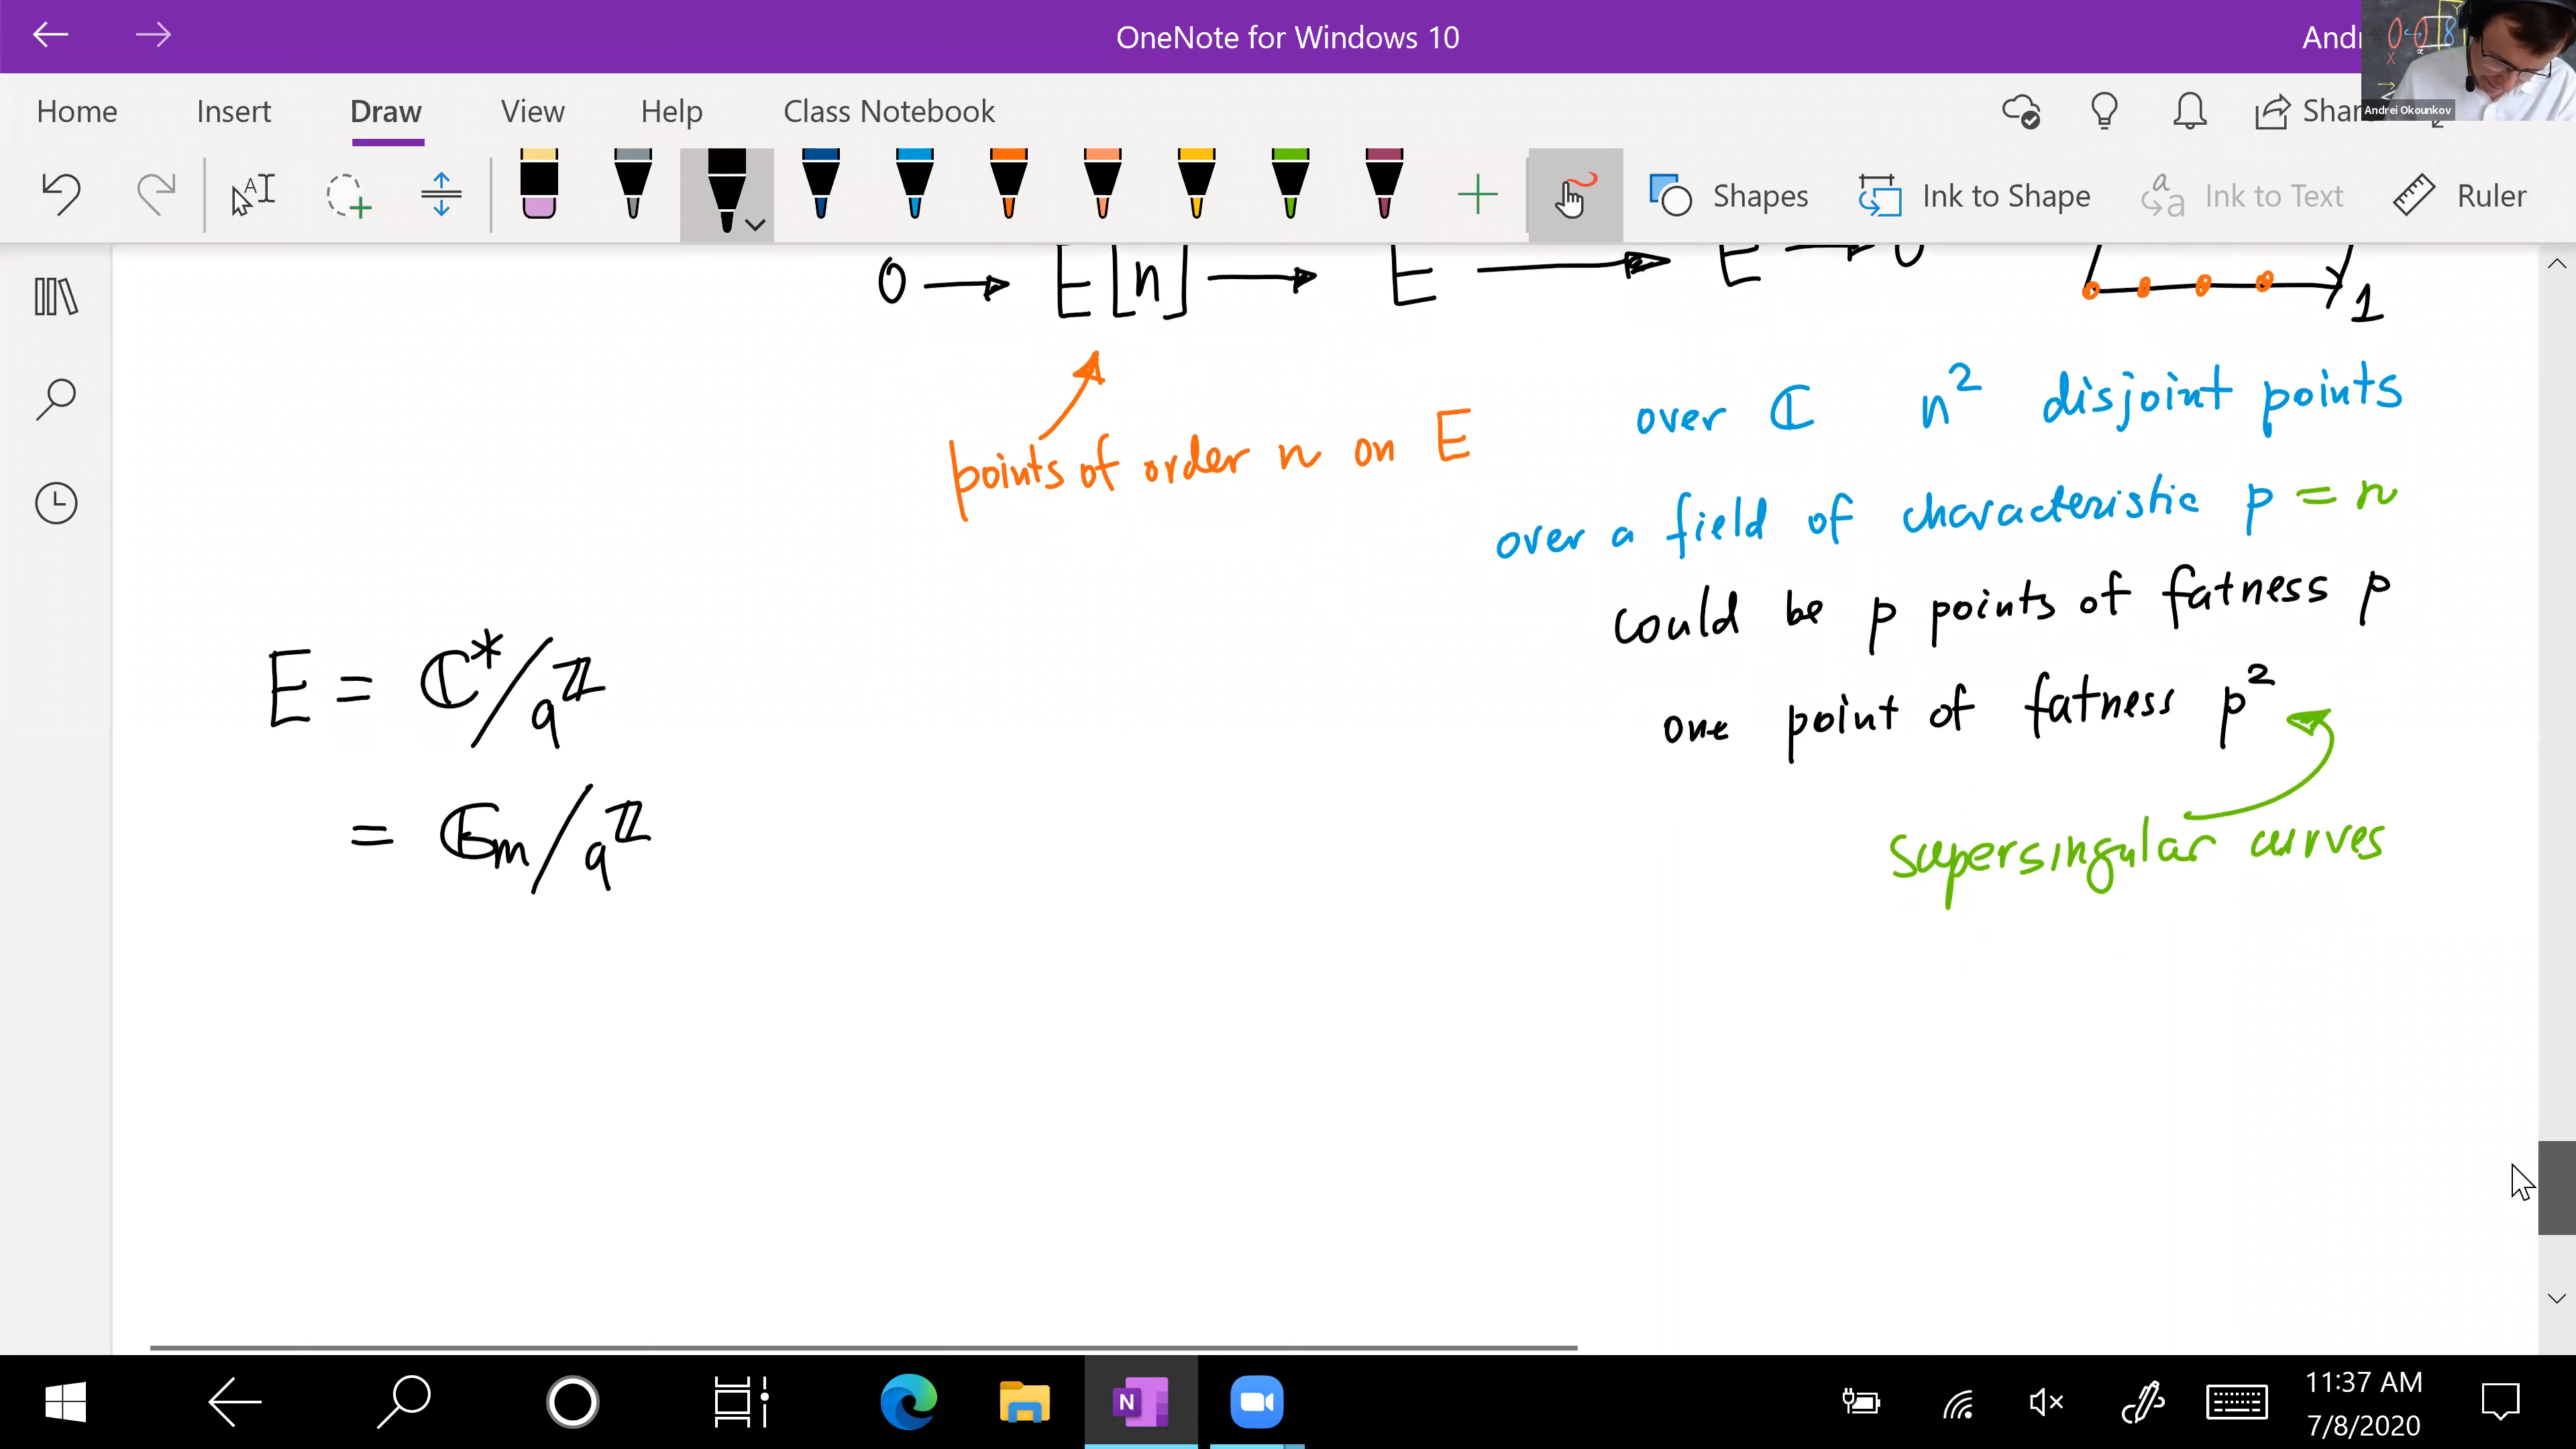 OneNote for Windows 10
Andr
Andrei Okounkov
Home Insert Draw View Help Class Notebook Shar
Shapes Ink to Shape Ink to Text Ruler
0 → E[n] → E → E → 0
1
points of order n on E
over ℂ n² disjoint points
over a field of characteristic p = n
could be p points of fatness p
one point of fatness p²
supersingular curves
E = ℂ*/q^ℤ
= 𝔾m/q^ℤ
11:37 AM
7/8/2020